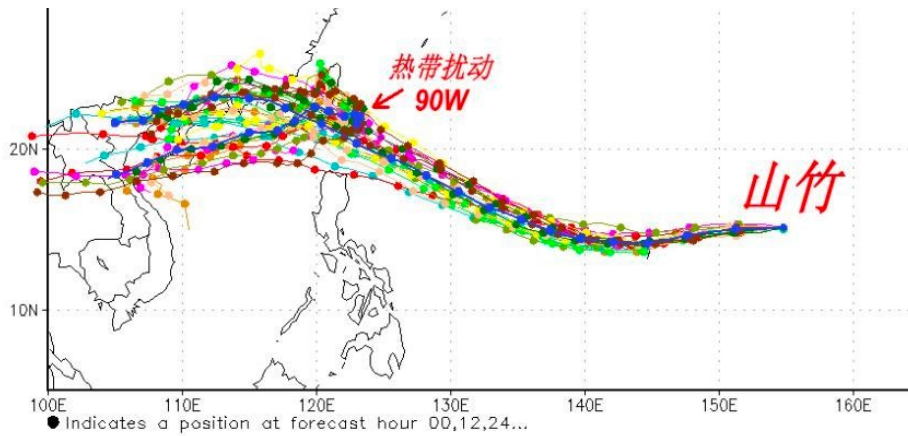 热带扰动
90W
山竹
20N
10N
100E 110E 120E 130E 140E 150E 160E
● Indicates a position at forecast hour 00,12,24...